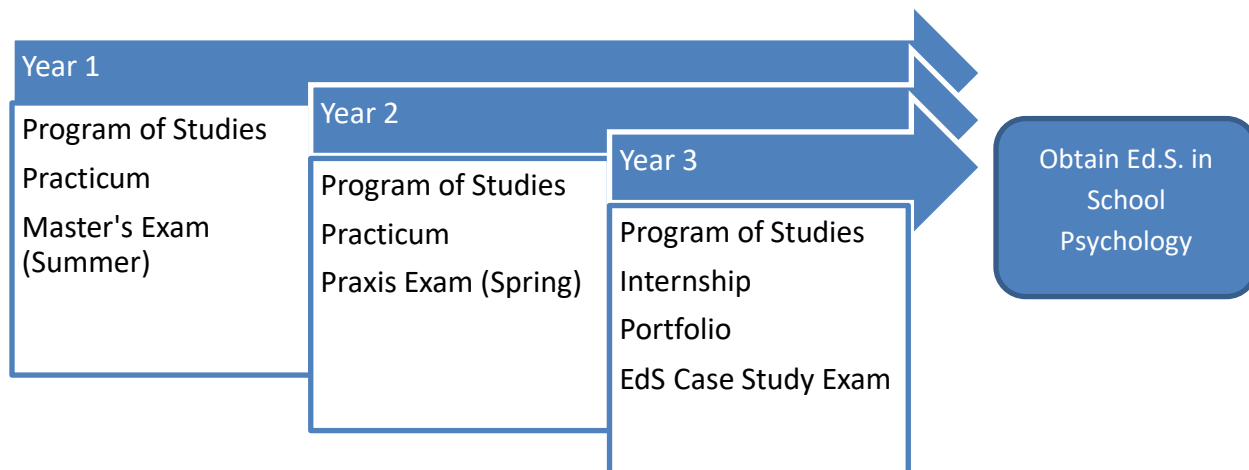 Year 1
Program of Studies
Practicum
Master's Exam
(Summer)
Year 2
Program of Studies
Practicum
Praxis Exam (Spring)
Year 3
Program of Studies
Internship
Portfolio
EdS Case Study Exam
Obtain Ed.S. in
School
Psychology